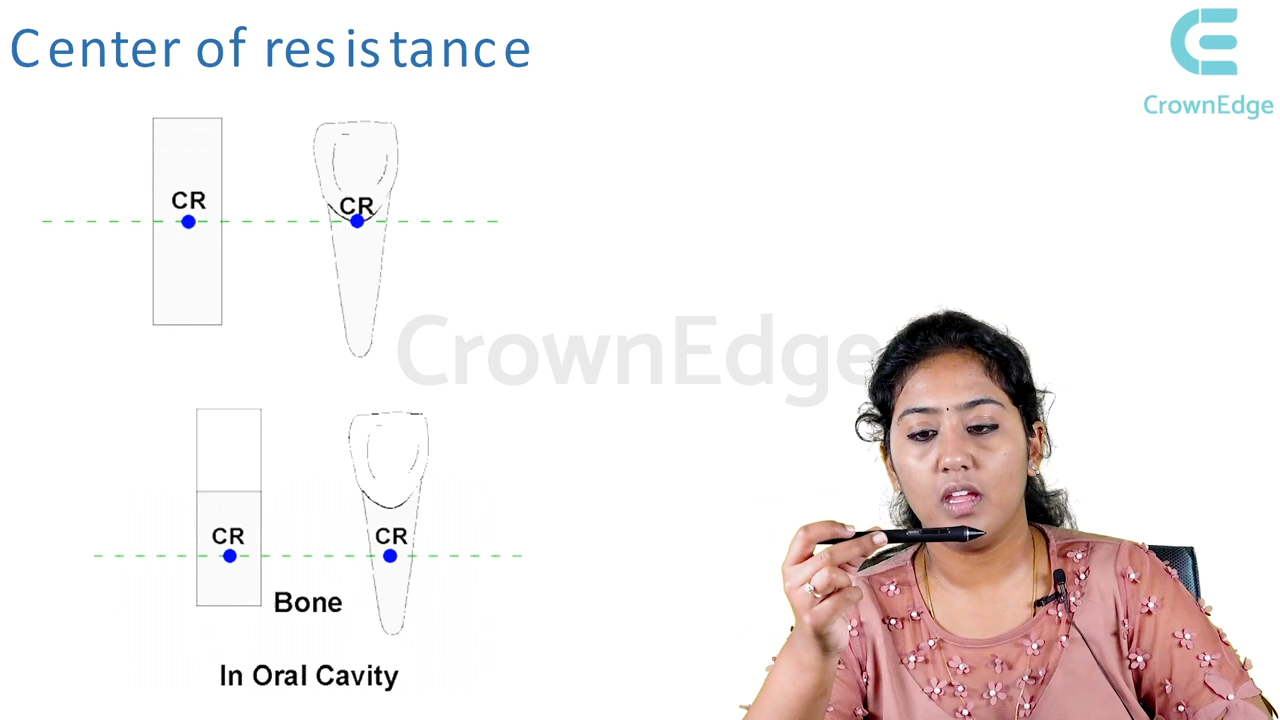 Center of resistance
CrownEdge
CR
CR
CrownEdge
CR
CR
Bone
In Oral Cavity